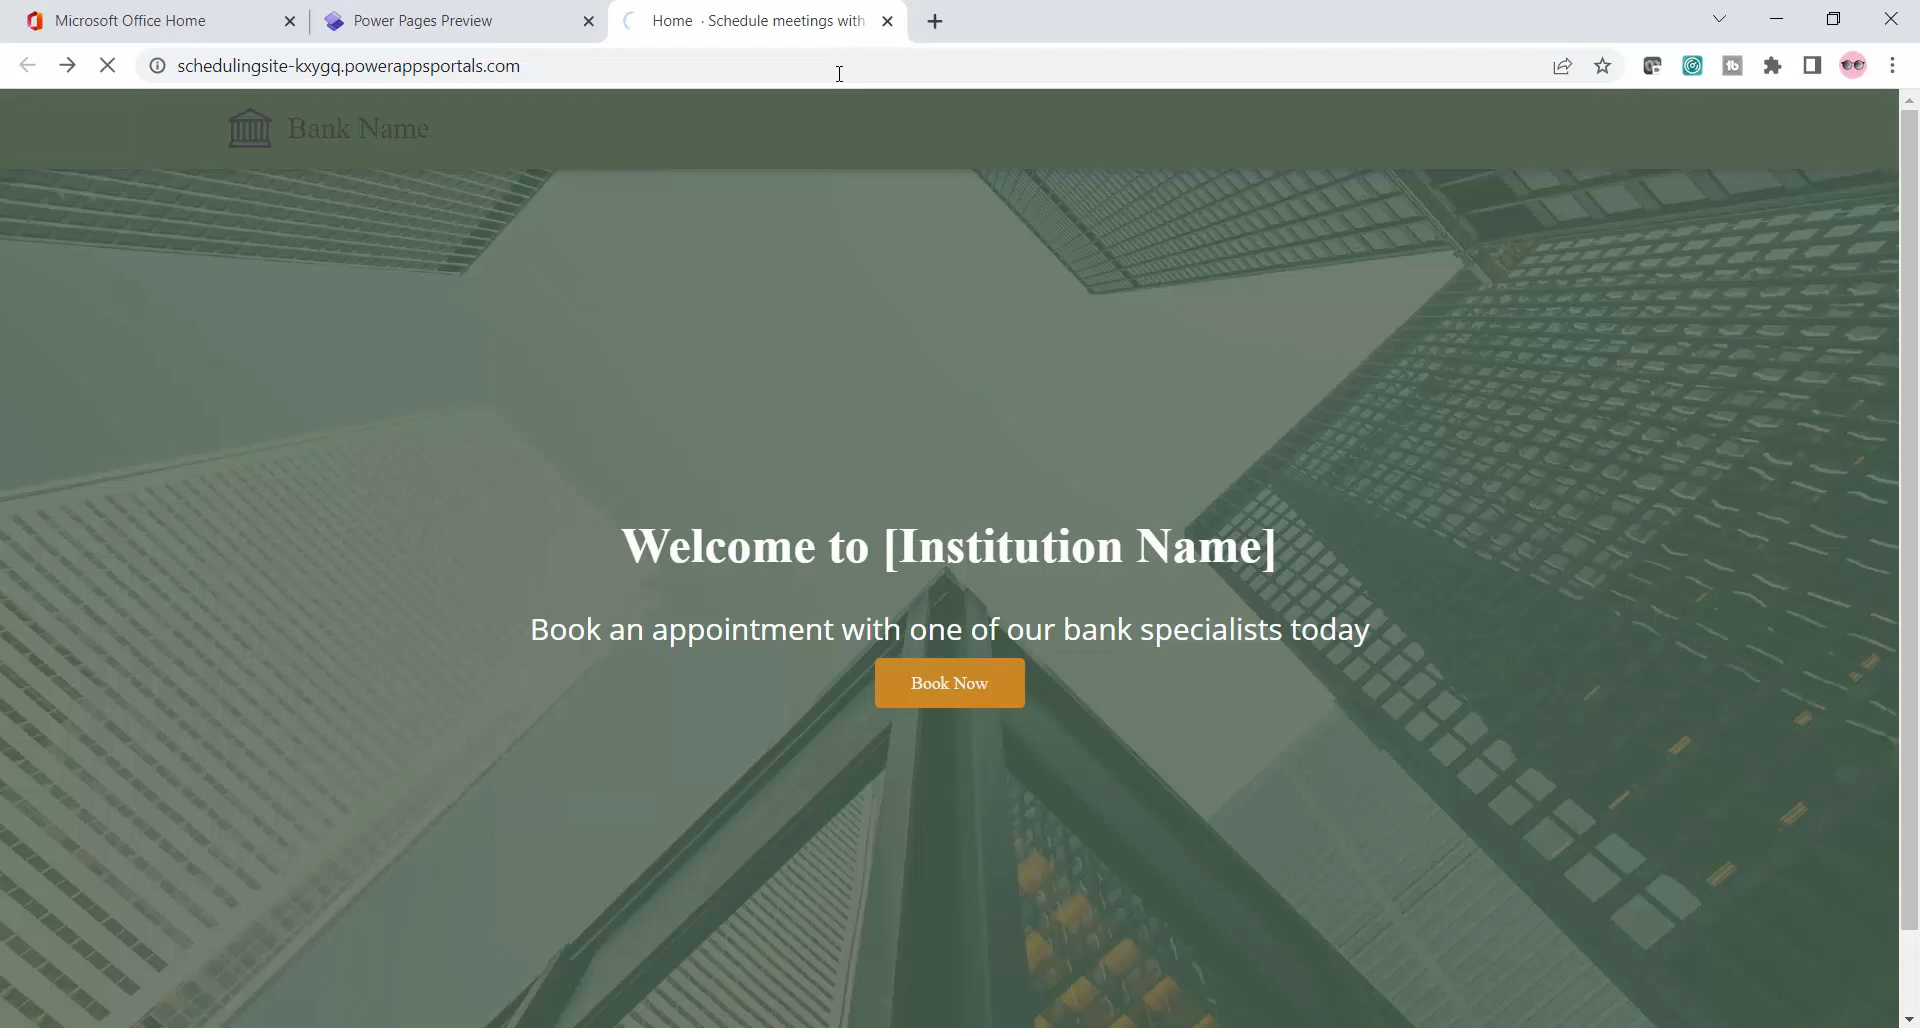 Microsoft Office Home
Power Pages Preview
Home · Schedule meetings with
schedulingsite-kxygq.powerappsportals.com
Bank Name
Welcome to [Institution Name]
Book an appointment with one of our bank specialists today
Book Now